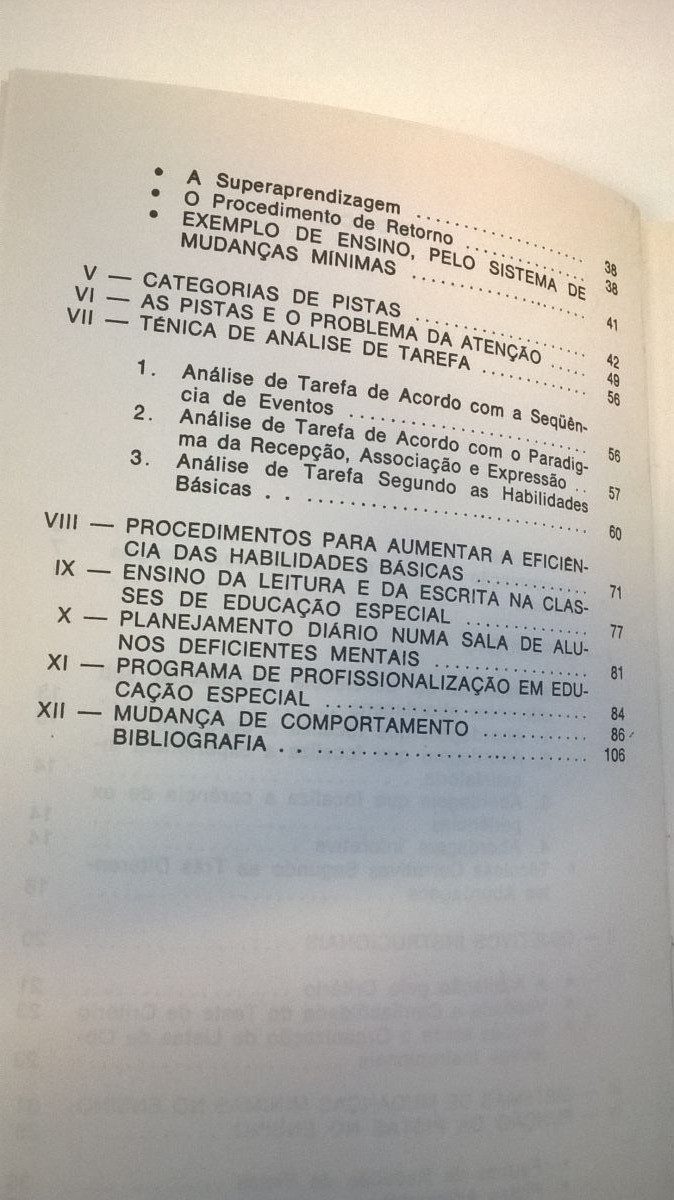 • A Superaprendizagem .................... 38
• O Procedimento de Retorno .............. 38
• EXEMPLO DE ENSINO, PELO SISTEMA DE
MUDANÇAS MINIMAS .................... 41
V — CATEGORIAS DE PISTAS .................... 42
VI — AS PISTAS E O PROBLEMA DA ATENÇÃO ..... 49
VII — TÉNICA DE ANÁLISE DE TAREFA ............ 56
1. Análise de Tarefa de Acordo com a Seqüên-
cia de Eventos .......................... 56
2. Análise de Tarefa de Acordo com o Paradig-
ma da Recepção, Associação e Expressão .. 57
3. Análise de Tarefa Segundo as Habilidades
Básicas .............................. 60
VIII — PROCEDIMENTOS PARA AUMENTAR A EFICIÊN-
CIA DAS HABILIDADES BÁSICAS ............ 71
IX — ENSINO DA LEITURA E DA ESCRITA NA CLAS-
SES DE EDUCAÇÃO ESPECIAL ............. 77
X — PLANEJAMENTO DIÁRIO NUMA SALA DE ALU-
NOS DEFICIENTES MENTAIS ................ 81
XI — PROGRAMA DE PROFISSIONALIZAÇÃO EM EDU-
CAÇÃO ESPECIAL ......................... 84
XII — MUDANÇA DE COMPORTAMENTO ........... 86
BIBLIOGRAFIA .............................. 106